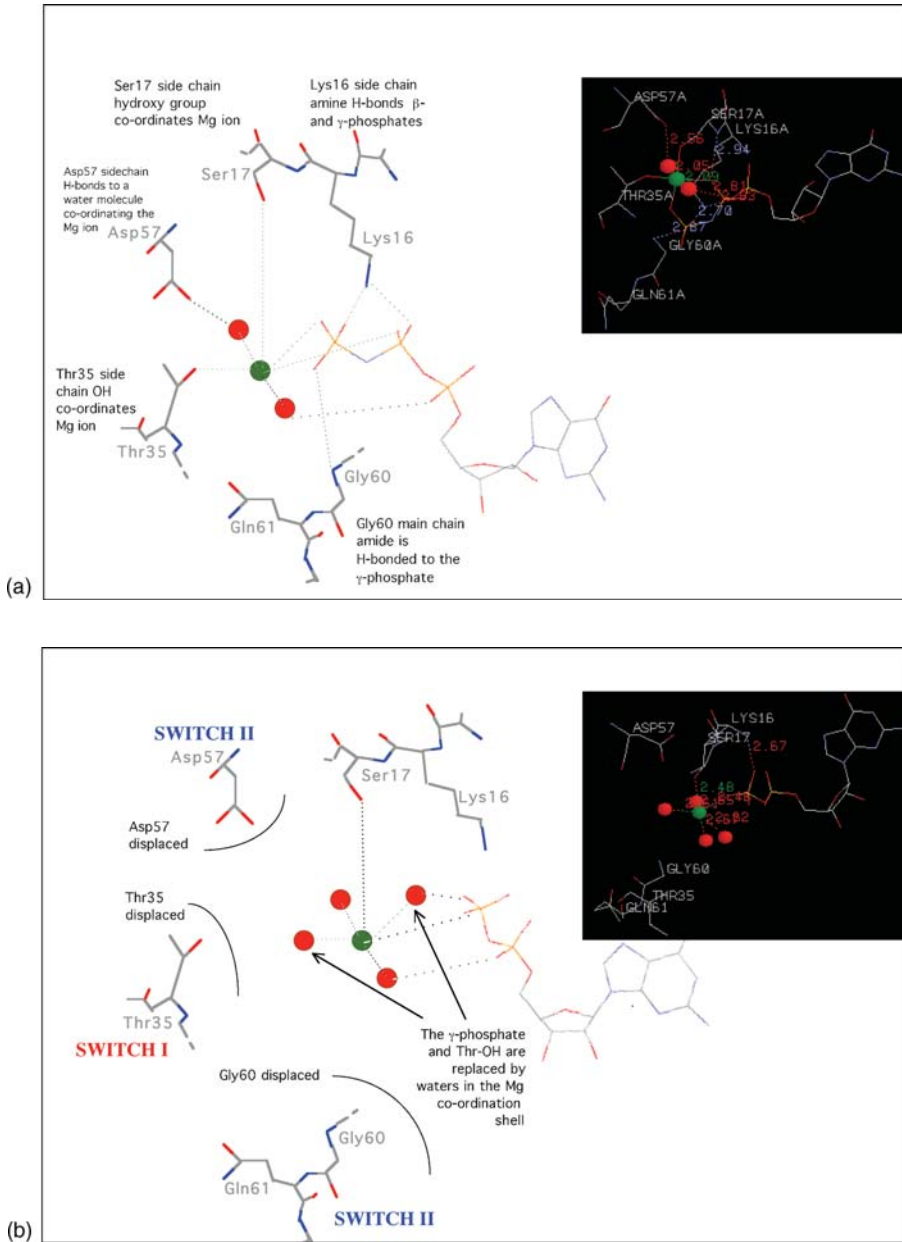 Ser17 side chain
hydroxy group
co-ordinates Mg ion
Lys16 side chain
amine H-bonds β-
and γ-phosphates
Asp57 sidechain
H-bonds to a
water molecule
co-ordinating the
Mg ion
Ser17
Asp57
Lys16
Thr35 side
chain OH
co-ordinates
Mg ion
Thr35
Gly60
Gln61
Gly60 main chain
amide is
H-bonded to the
γ-phosphate
ASP57A
SER17A
LYS16A
2.94
2.09
THR35A
2.70
2.87
GLY60A
GLN61A
(a)
SWITCH II
Asp57
Ser17
Lys16
Asp57
displaced
Thr35
displaced
Thr35
SWITCH I
The γ-phosphate
and Thr-OH are
replaced by
waters in the Mg
co-ordination
shell
Gly60 displaced
Gly60
Gln61
SWITCH II
ASP57
LYS16
SER17
2.67
2.48
GLY60
THR35
GLN61
(b)